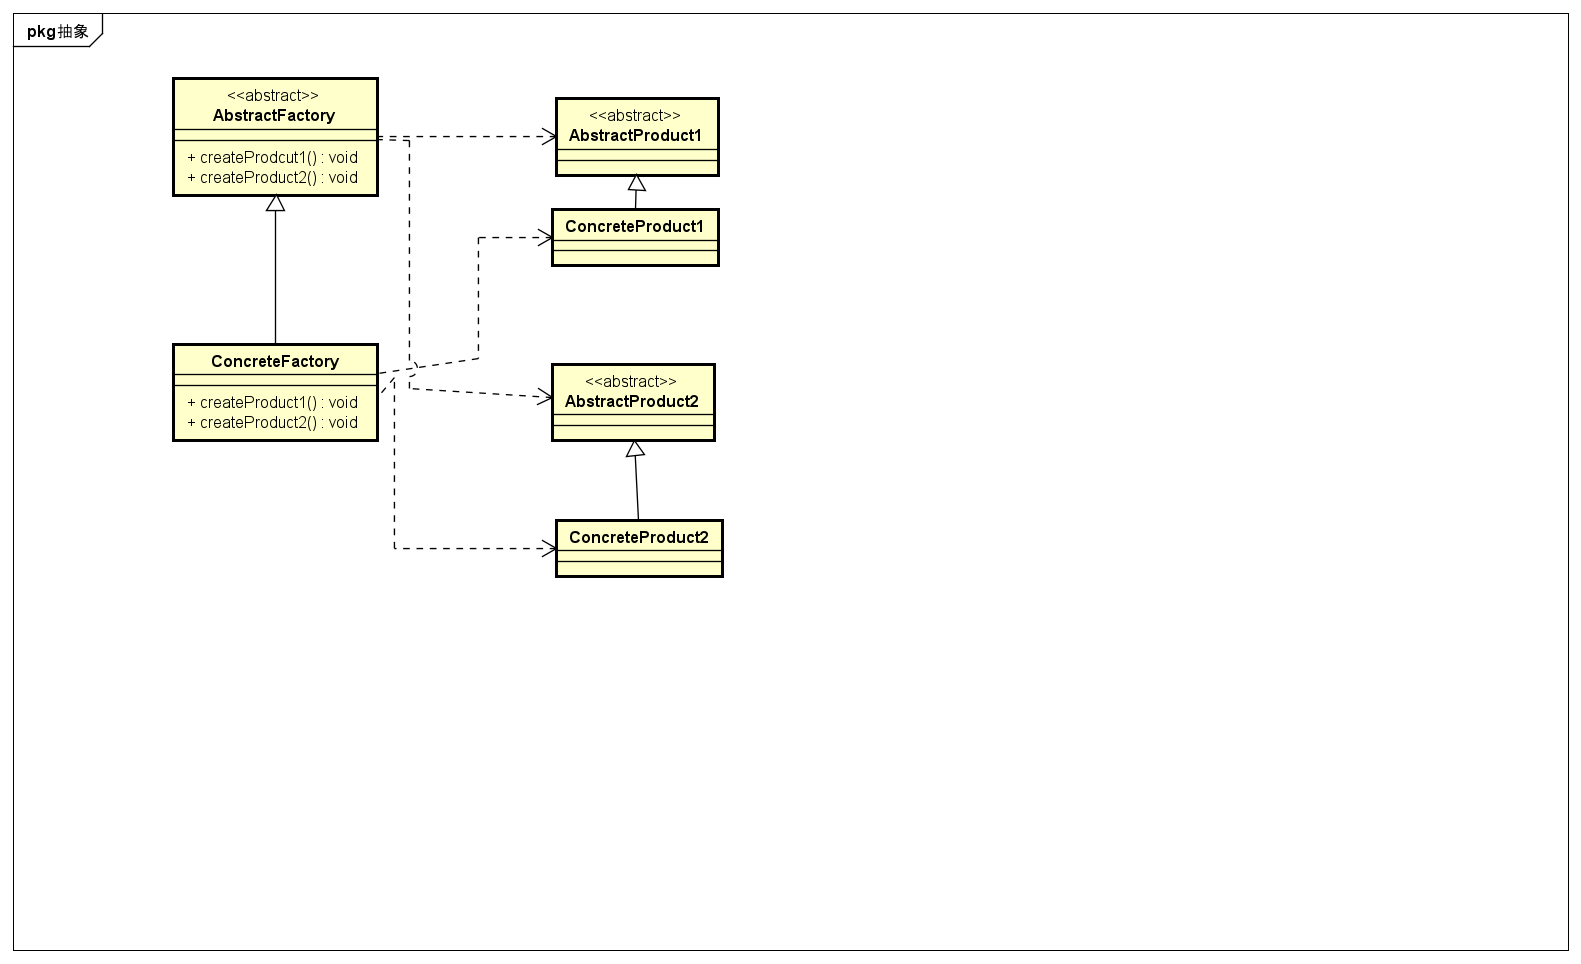 pkg抽象
<<abstract>>
AbstractFactory
+ createProdcut1() : void
+ createProduct2() : void
<<abstract>>
AbstractProduct1
ConcreteProduct1
ConcreteFactory
+ createProduct1() : void
+ createProduct2() : void
<<abstract>>
AbstractProduct2
ConcreteProduct2